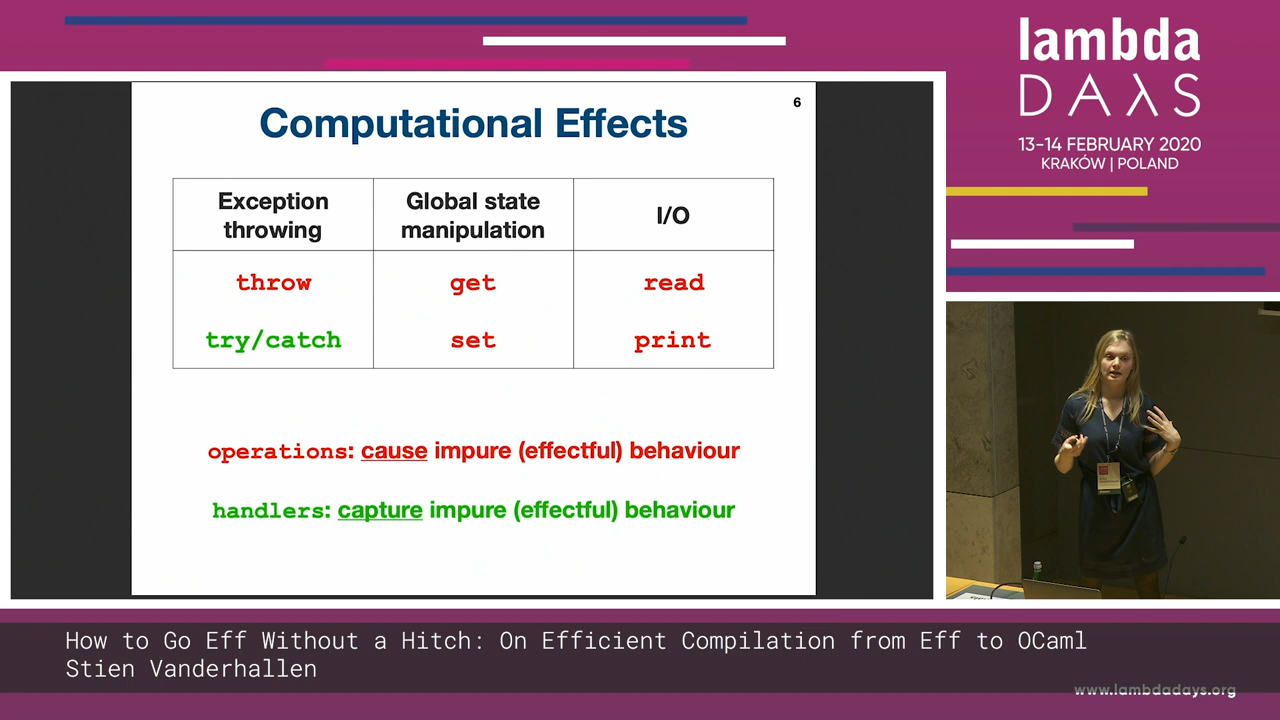 lambda
DAλS
13-14 FEBRUARY 2020
KRAKÓW | POLAND
6
Computational Effects
Exception throwing
Global state manipulation
I/O
throw
get
read
try/catch
set
print
operations: cause impure (effectful) behaviour
handlers: capture impure (effectful) behaviour
How to Go Eff Without a Hitch: On Efficient Compilation from Eff to OCaml
Stien Vanderhallen
www.lambdadays.org